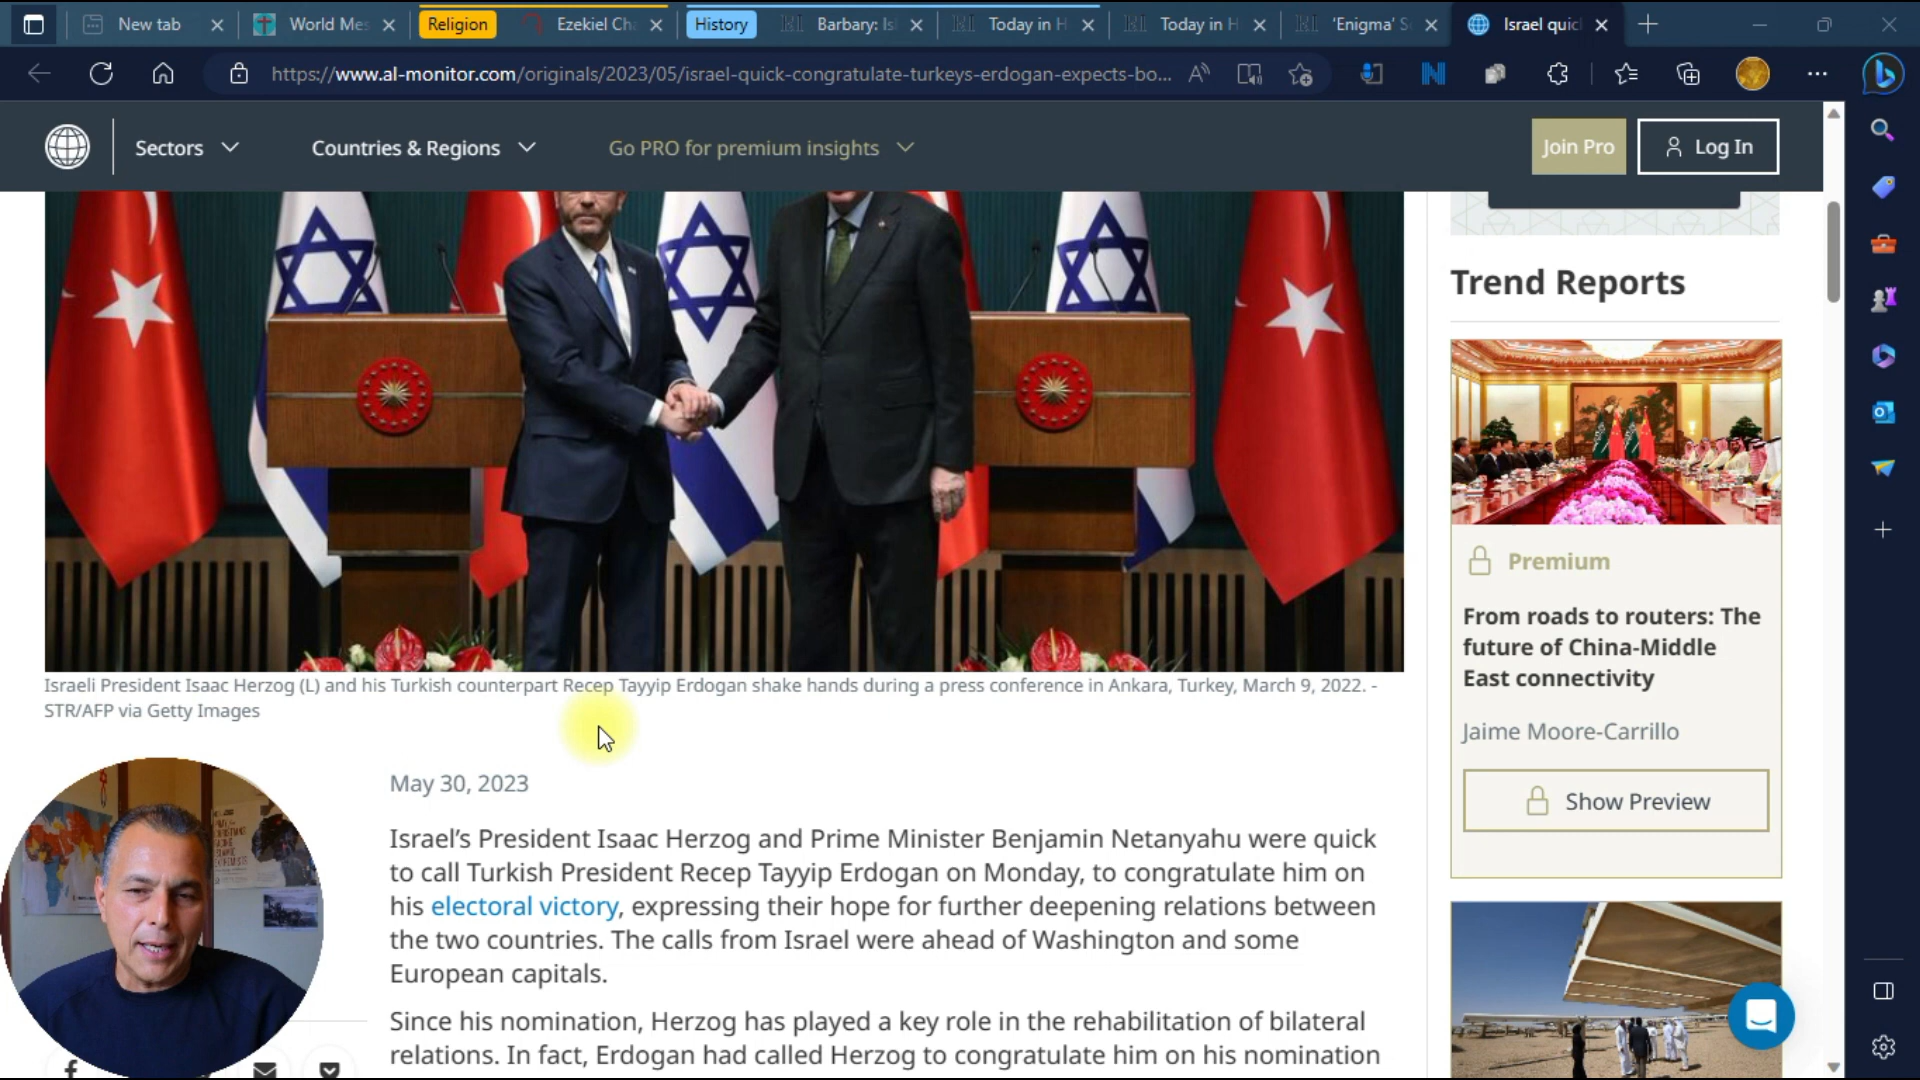 New tab
World Mes
Religion
Ezekiel Cha
History
Barbary: Isl
Today in H
Today in H
'Enigma' S
Israel quic
https://www.al-monitor.com/originals/2023/05/israel-quick-congratulate-turkeys-erdogan-expects-bo...
Sectors
Countries & Regions
Go PRO for premium insights
Join Pro
Log In
Israeli President Isaac Herzog (L) and his Turkish counterpart Recep Tayyip Erdogan shake hands during a press conference in Ankara, Turkey, March 9, 2022. -
STR/AFP via Getty Images
May 30, 2023
Israel's President Isaac Herzog and Prime Minister Benjamin Netanyahu were quick
to call Turkish President Recep Tayyip Erdogan on Monday, to congratulate him on
his electoral victory, expressing their hope for further deepening relations between
the two countries. The calls from Israel were ahead of Washington and some
European capitals.
Since his nomination, Herzog has played a key role in the rehabilitation of bilateral
relations. In fact, Erdogan had called Herzog to congratulate him on his nomination
Trend Reports
Premium
From roads to routers: The
future of China-Middle
East connectivity
Jaime Moore-Carrillo
Show Preview